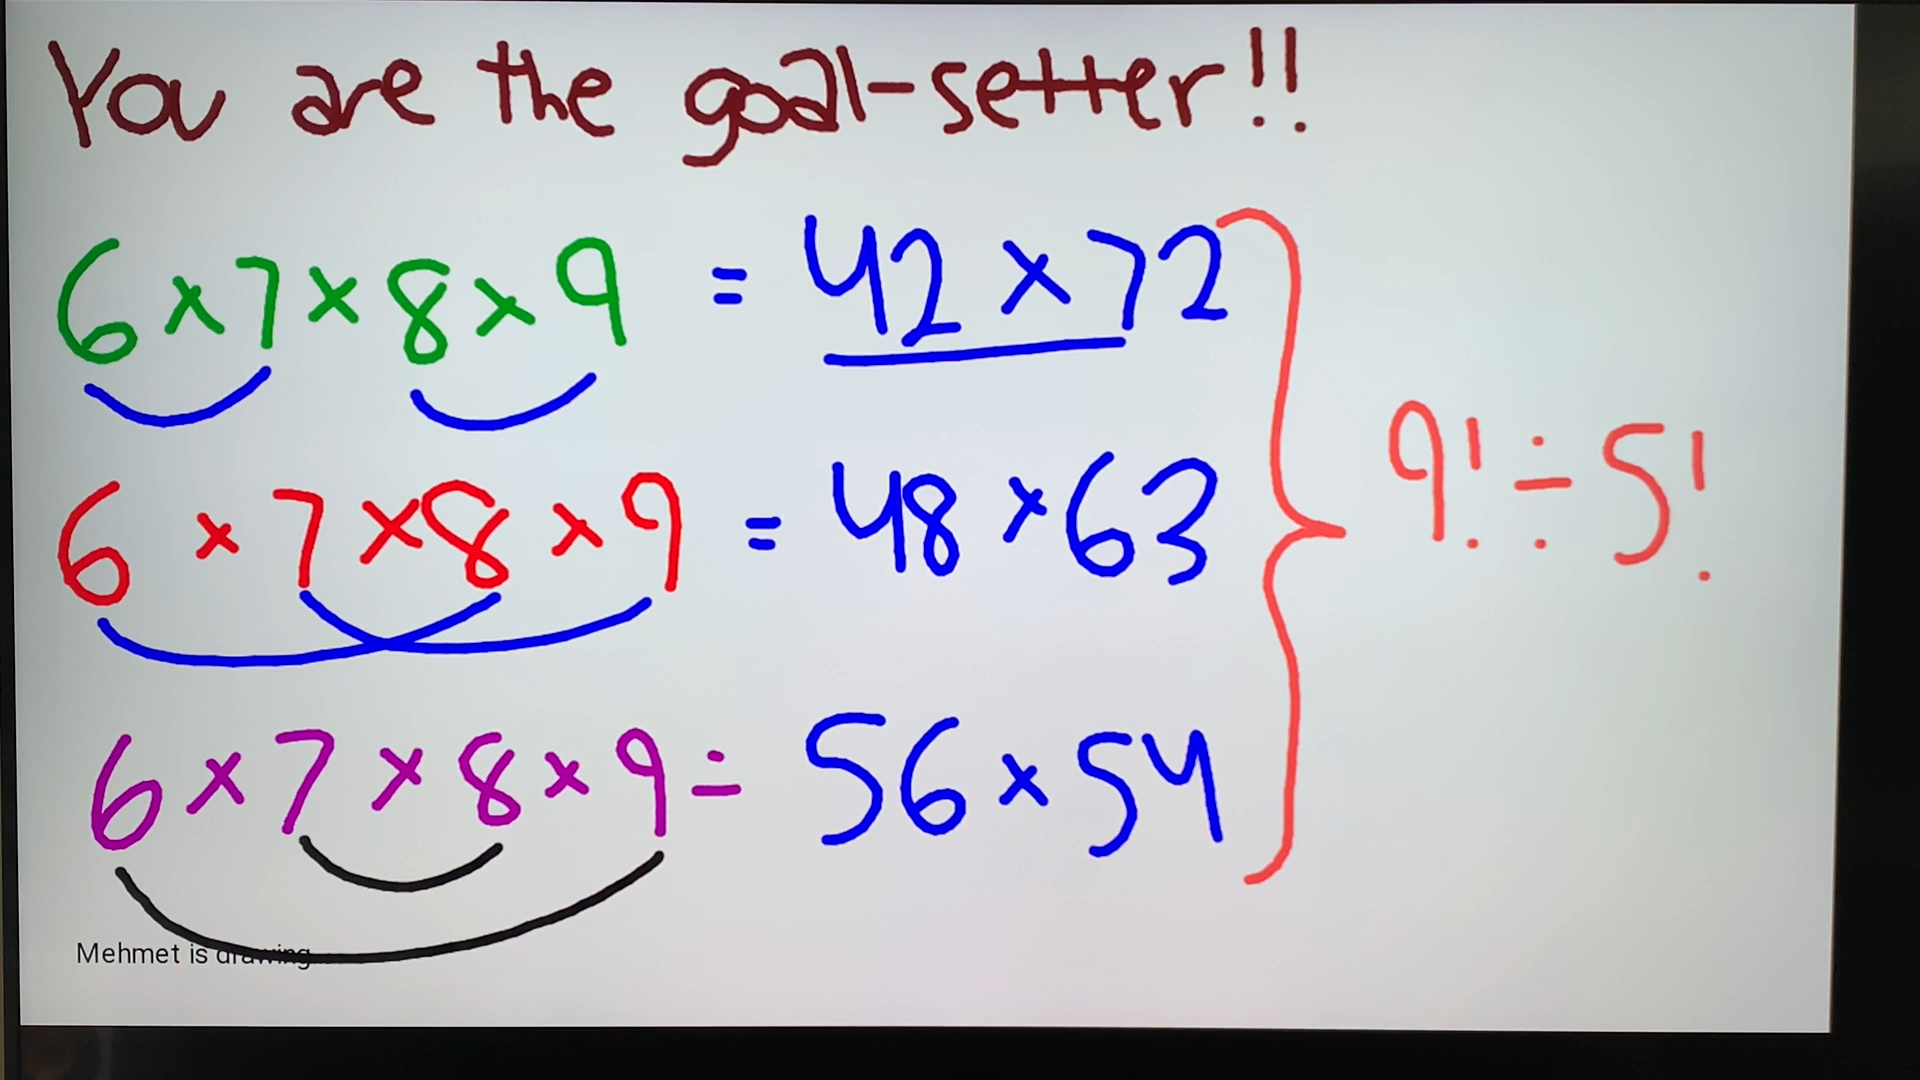 You are the goal-setter!!
6 x 7 x 8 x 9 = 42 x 72
6 x 7 x 8 x 9 = 48 x 63
9! ÷ 5!
6 x 7 x 8 x 9 = 56 x 54
Mehmet is drawing...